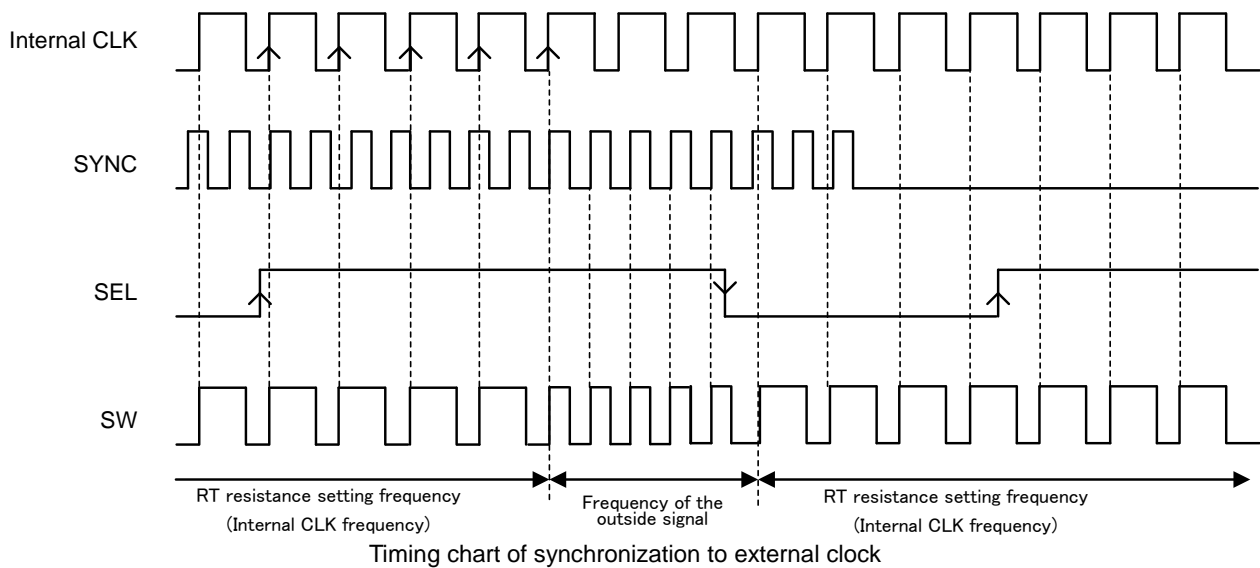 Internal CLK
SYNC
SEL
SW
RT resistance setting frequency
(Internal CLK frequency)
Frequency of the
outside signal
RT resistance setting frequency
(Internal CLK frequency)
Timing chart of synchronization to external clock